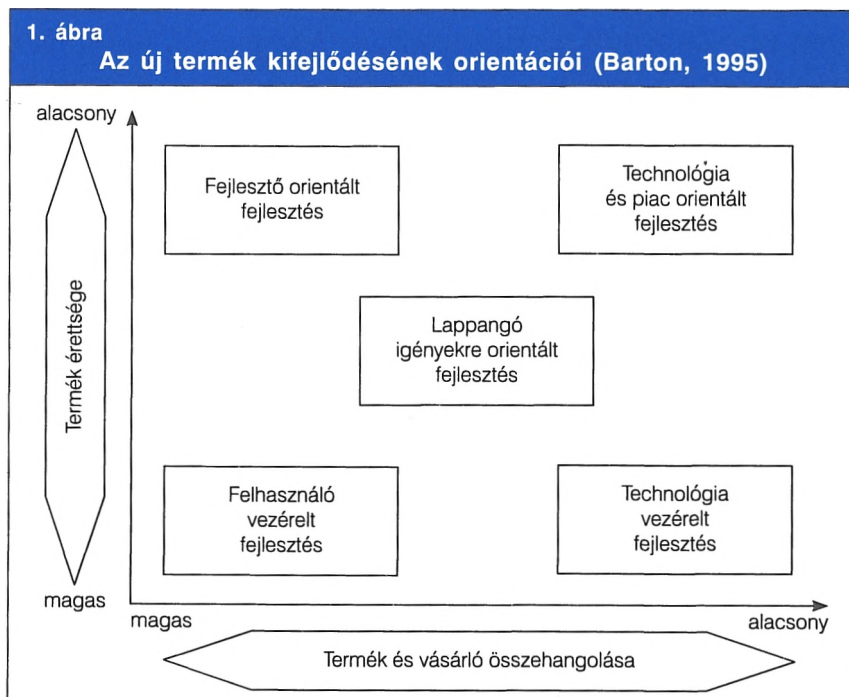 1. ábra
Az új termék kifejlődésének orientációi (Barton, 1995)
alacsony
Fejlesztő orientált
fejlesztés
Technológia
és piac orientált
fejlesztés
Termék érettsége
Lappangó
igényekre orientált
fejlesztés
Felhasználó
vezérelt
fejlesztés
Technológia
vezérelt
fejlesztés
magas
magas
alacsony
Termék és vásárló összehangolása